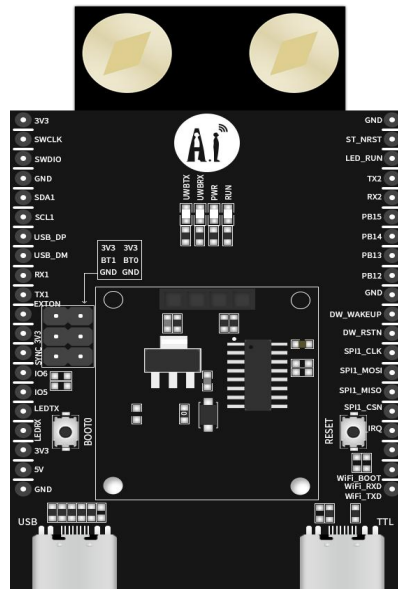 Ai
UWBTX
UWBRX
PWR
RUN
3V3
SWCLK
SWDIO
GND
SDA1
SCL1
USB_DP
USB_DM
RX1
TX1
EXTON
3V3
SYNC
IO6
IO5
LEDTX
LEDRX
3V3
5V
GND
3V3 3V3
BT1 BT0
GND GND
BOOT0
RESET
GND
ST_NRST
LED_RUN
TX2
RX2
PB15
PB14
PB13
PB12
GND
DW_WAKEUP
DW_RSTN
SPI1_CLK
SPI1_MOSI
SPI1_MISO
SPI1_CSN
IRQ
WiFi_BOOT
WiFi_RXD
WiFi_TXD
USB
TTL